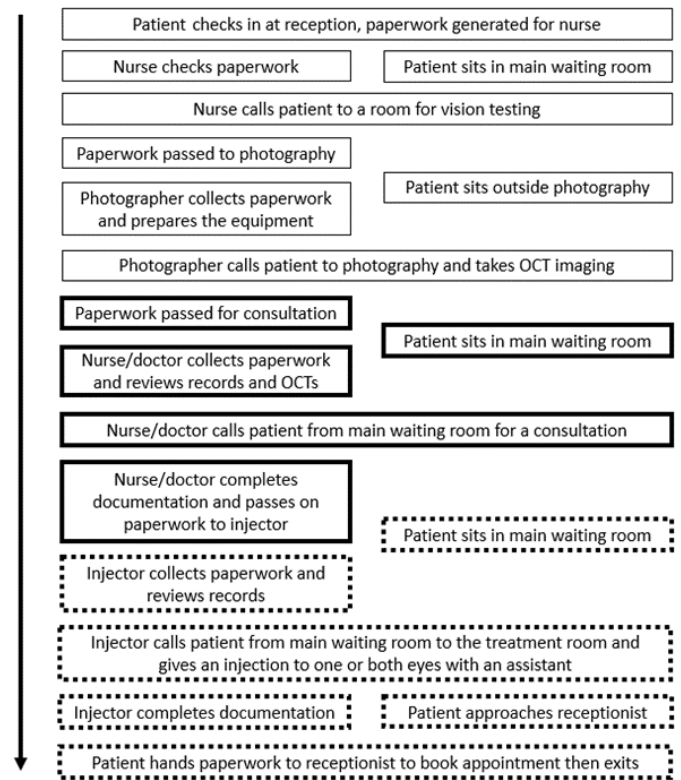 Patient checks in at reception, paperwork generated for nurse
Nurse checks paperwork
Patient sits in main waiting room
Nurse calls patient to a room for vision testing
Paperwork passed to photography
Patient sits outside photography
Photographer collects paperwork
and prepares the equipment
Photographer calls patient to photography and takes OCT imaging
Paperwork passed for consultation
Patient sits in main waiting room
Nurse/doctor collects paperwork
and reviews records and OCTs
Nurse/doctor calls patient from main waiting room for a consultation
Nurse/doctor completes
documentation and passes on
paperwork to injector
Patient sits in main waiting room
Injector collects paperwork and
reviews records
Injector calls patient from main waiting room to the treatment room and
gives an injection to one or both eyes with an assistant
Injector completes documentation
Patient approaches receptionist
Patient hands paperwork to receptionist to book appointment then exits